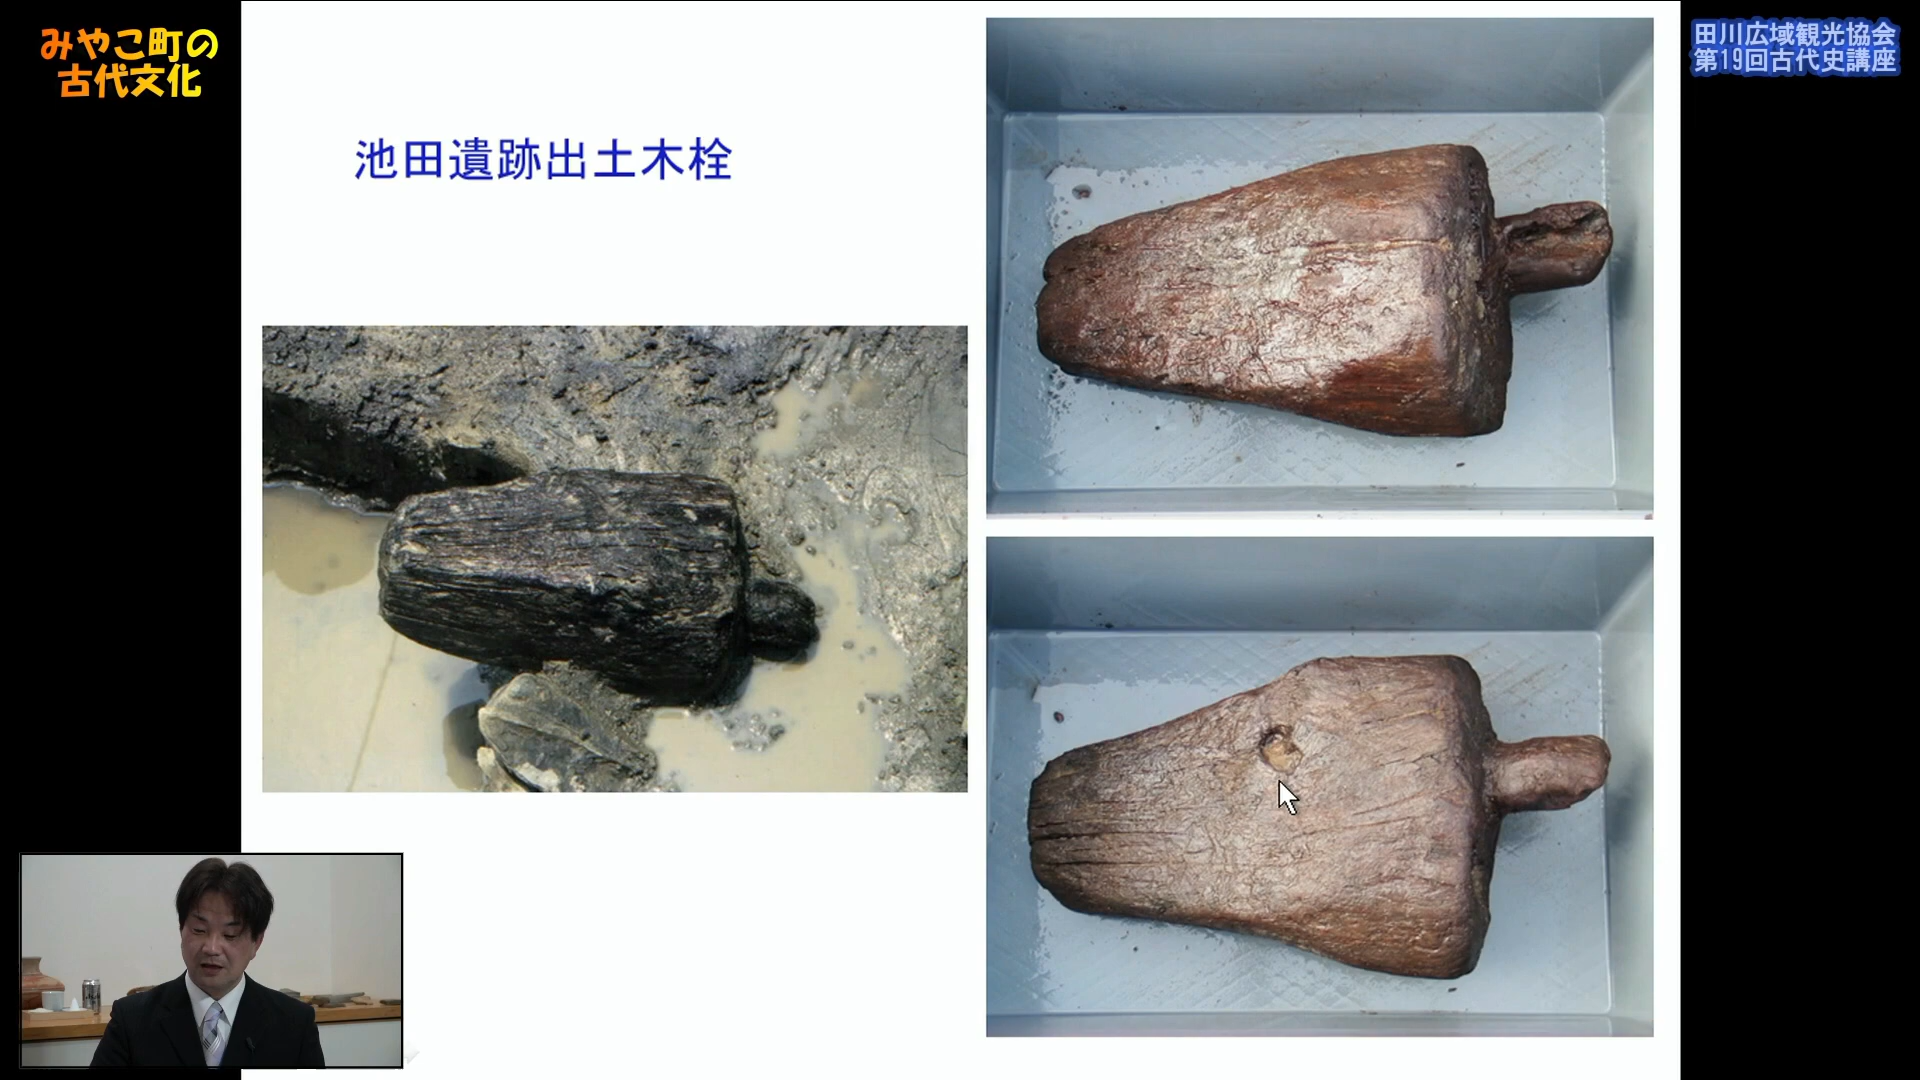 みやこ町の
古代文化
池田遺跡出土木栓
田川広域観光協会
第19回古代史講座